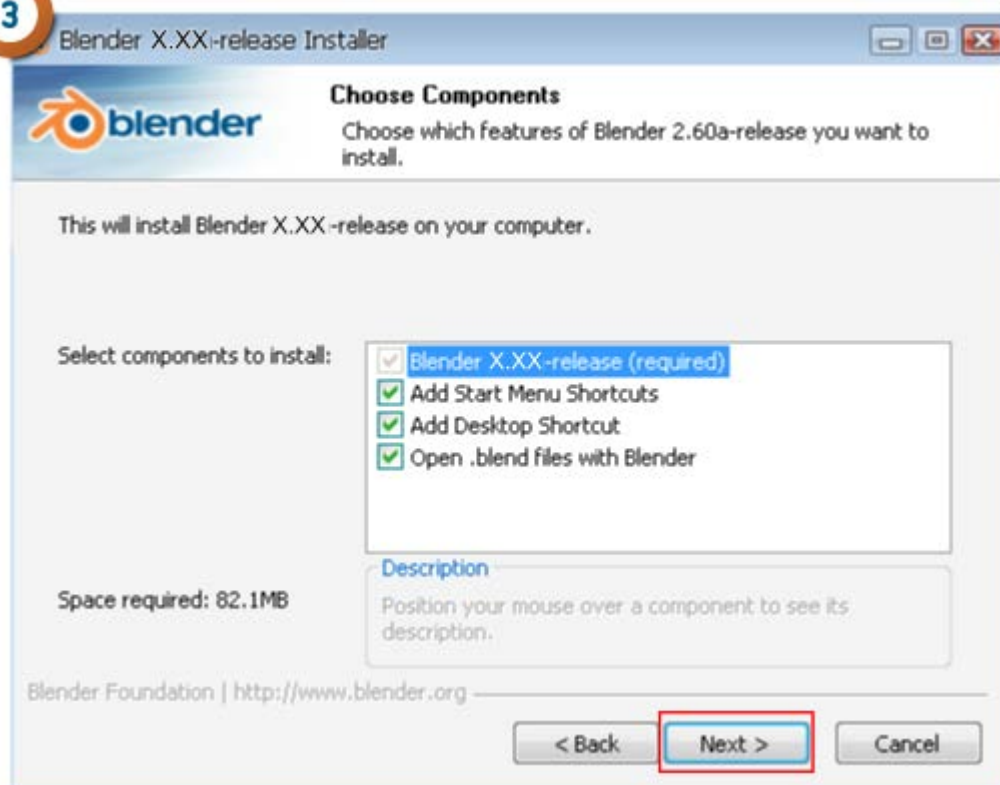 3
Blender X.XX-release Installer
blender
Choose Components
Choose which features of Blender 2.60a-release you want to
install.
This will install Blender X.XX-release on your computer.
Select components to install:
Blender X.XX-release (required)
Add Start Menu Shortcuts
Add Desktop Shortcut
Open .blend files with Blender
Space required: 82.1MB
Description
Position your mouse over a component to see its
description.
Blender Foundation | http://www.blender.org
< Back
Next >
Cancel